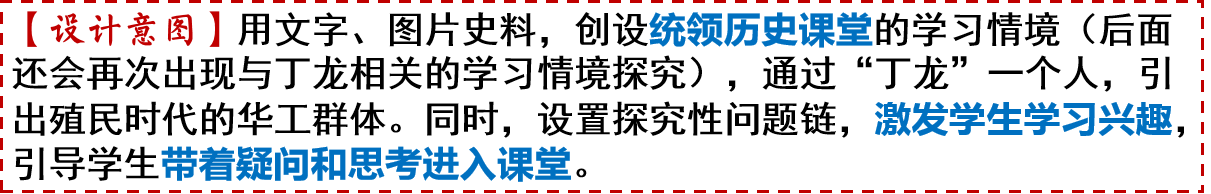 【设计意图】用文字、图片史料，创设统领历史课堂的学习情境（后面
还会再次出现与丁龙相关的学习情境探究），通过“丁龙”一个人，引
出殖民时代的华工群体。同时，设置探究性问题链，激发学生学习兴趣，
引导学生带着疑问和思考进入课堂。